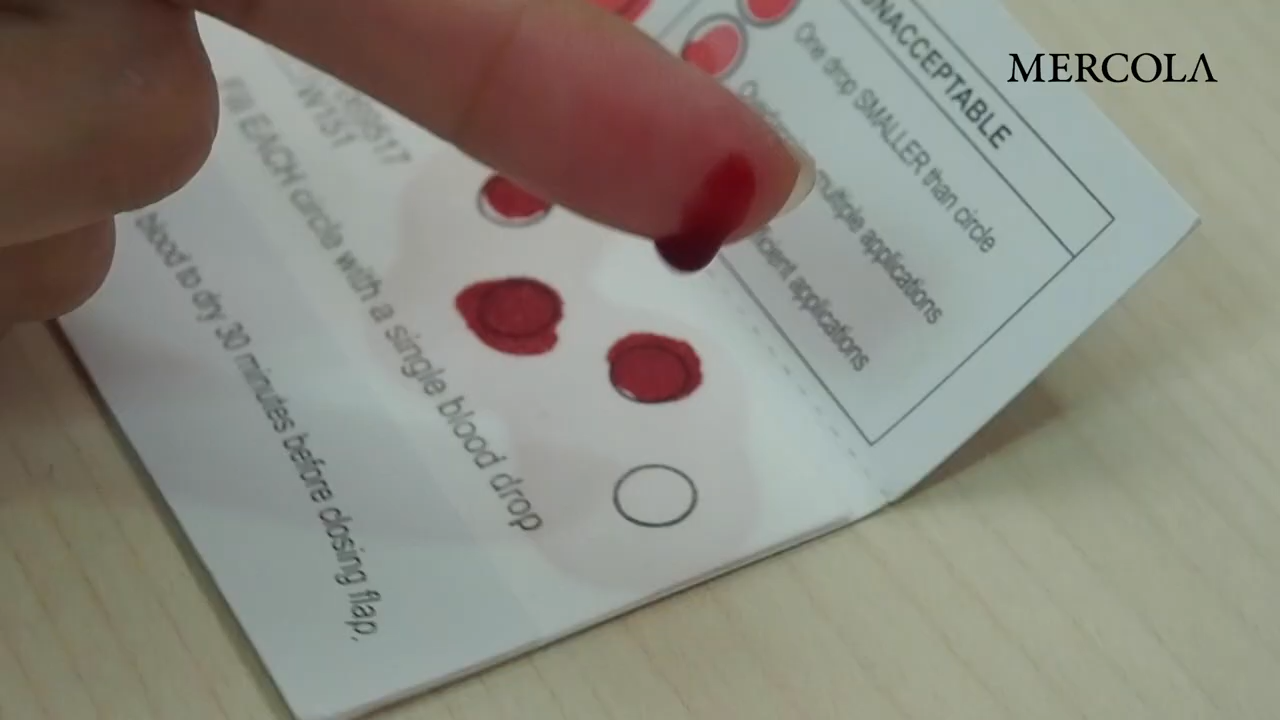 MERCOLA
UNACCEPTABLE
One drop SMALLER than circle
multiple applications
applications
W151
Fill EACH circle with a single blood drop
blood to dry 30 minutes before closing flap.